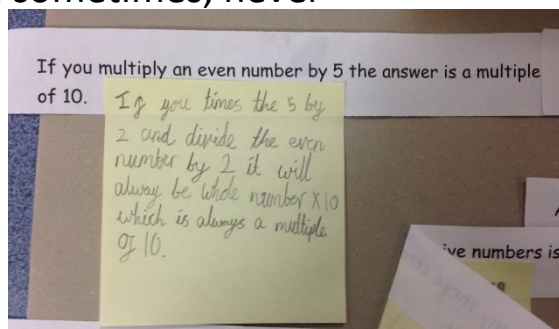 sometimes, never
If you multiply an even number by 5 the answer is a multiple
of 10.
If you times the 5 by
2 and divide the even
number by 2 it will
alway be whole number X10
which is always a multiple
of 10.
ive numbers is